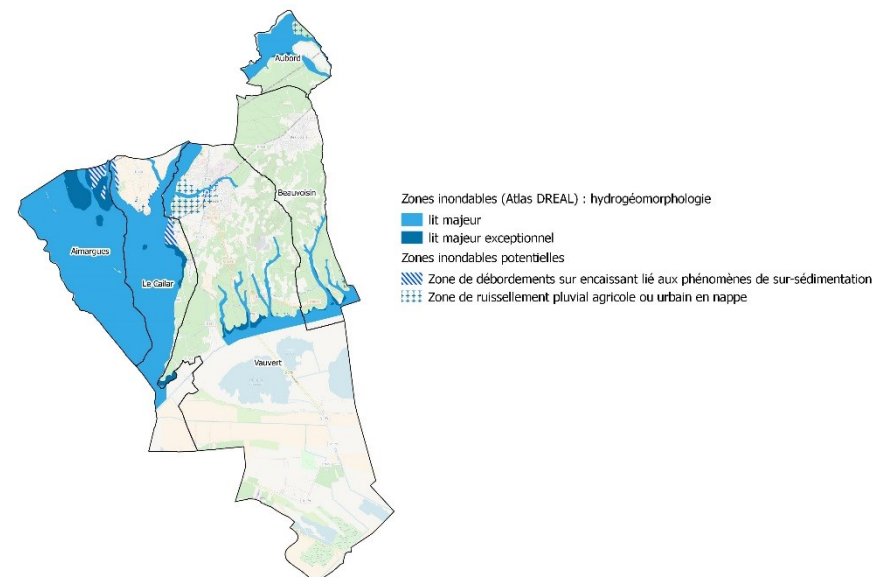 Aubord
Beauvoisin
Aimargues
Le Cailar
Vauvert
Zones inondables (Atlas DREAL) : hydrogéomorphologie
lit majeur
lit majeur exceptionnel
Zones inondables potentielles
Zone de débordements sur encaissant lié aux phénomènes de sur-sédimentation
Zone de ruissellement pluvial agricole ou urbain en nappe